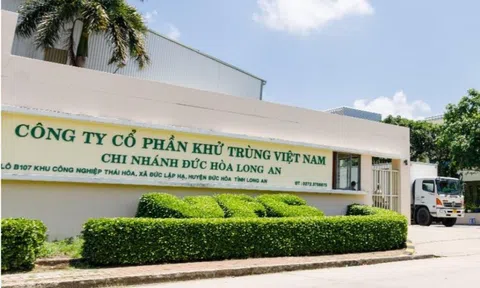 CÔNG TY CỔ PHẦN KHỬ TRÙNG VIỆT NAM
CHI NHÁNH ĐỨC HÒA LONG AN
LÔ B107 KHU CÔNG NGHIỆP THÁI HÒA, XÃ ĐỨC LẬP HẠ, HUYỆN ĐỨC HÒA TỈNH LONG AN